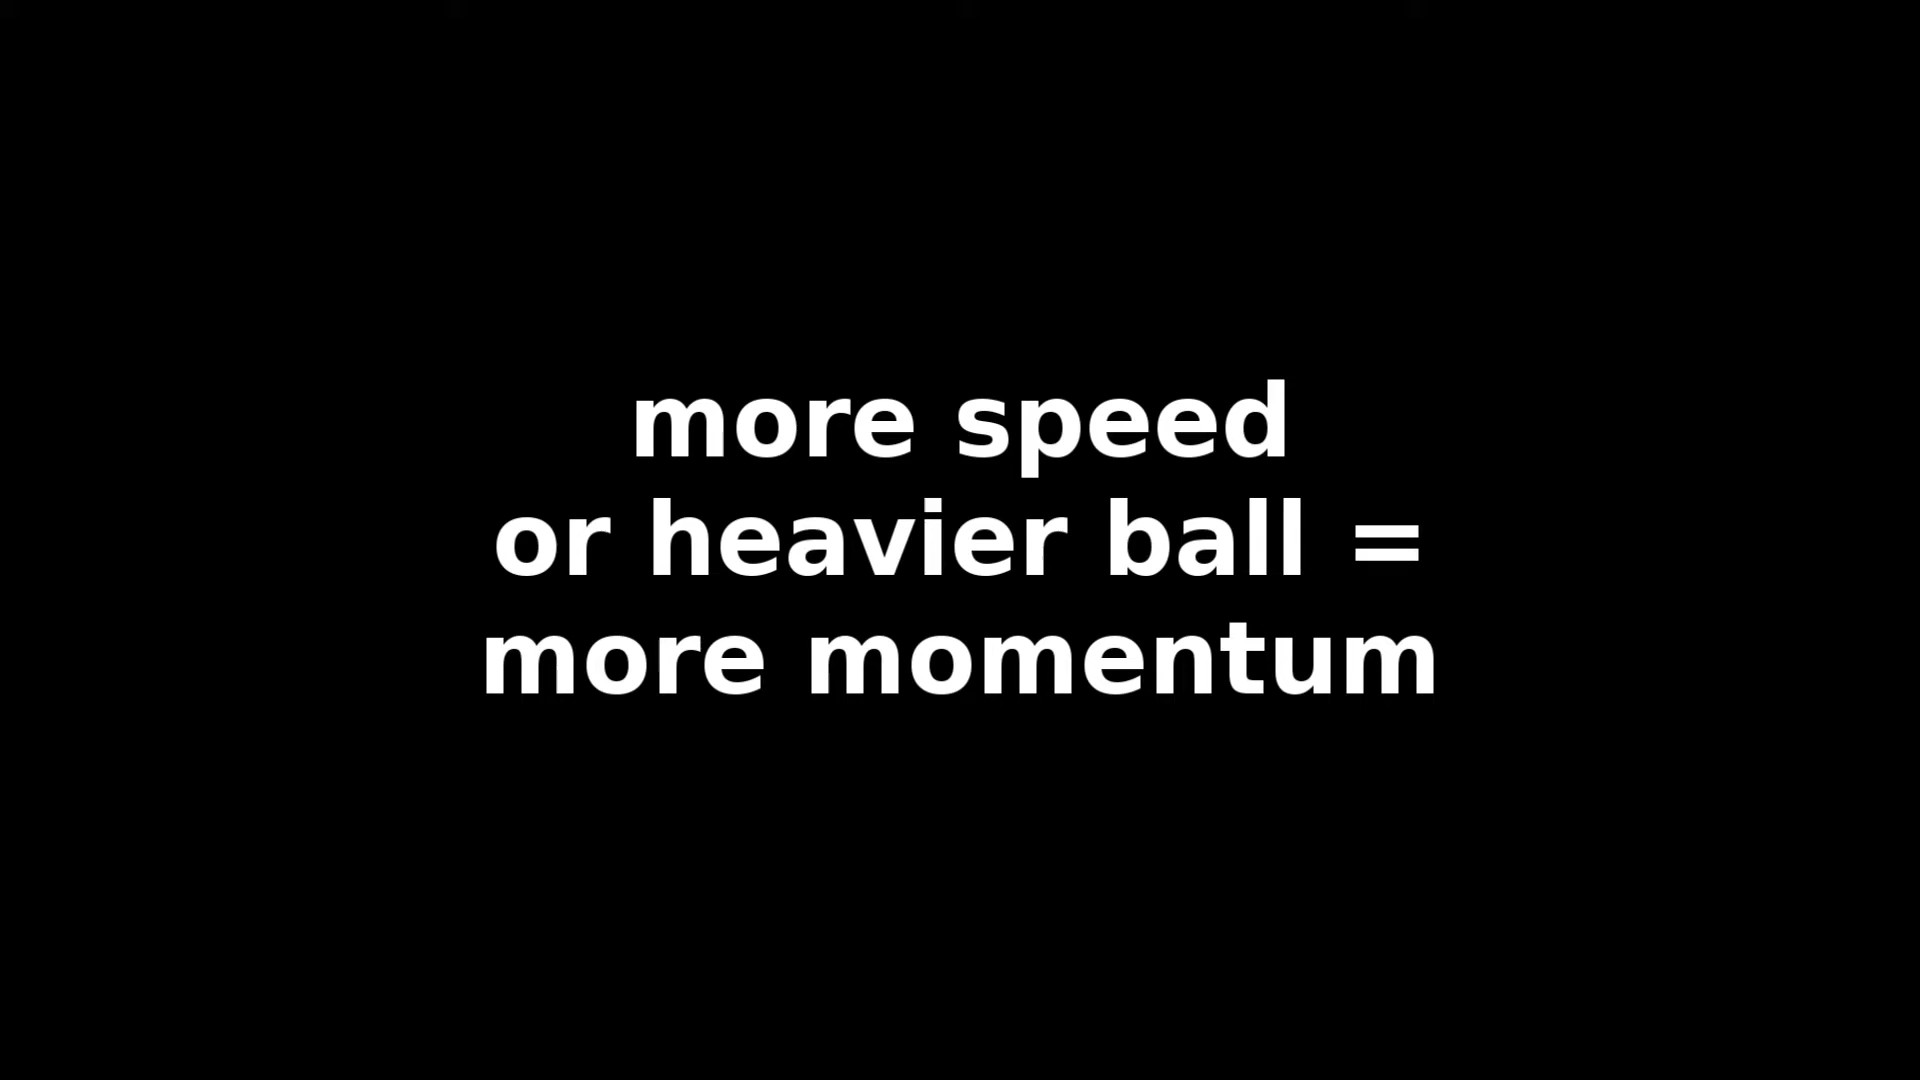 more speed
or heavier ball =
more momentum